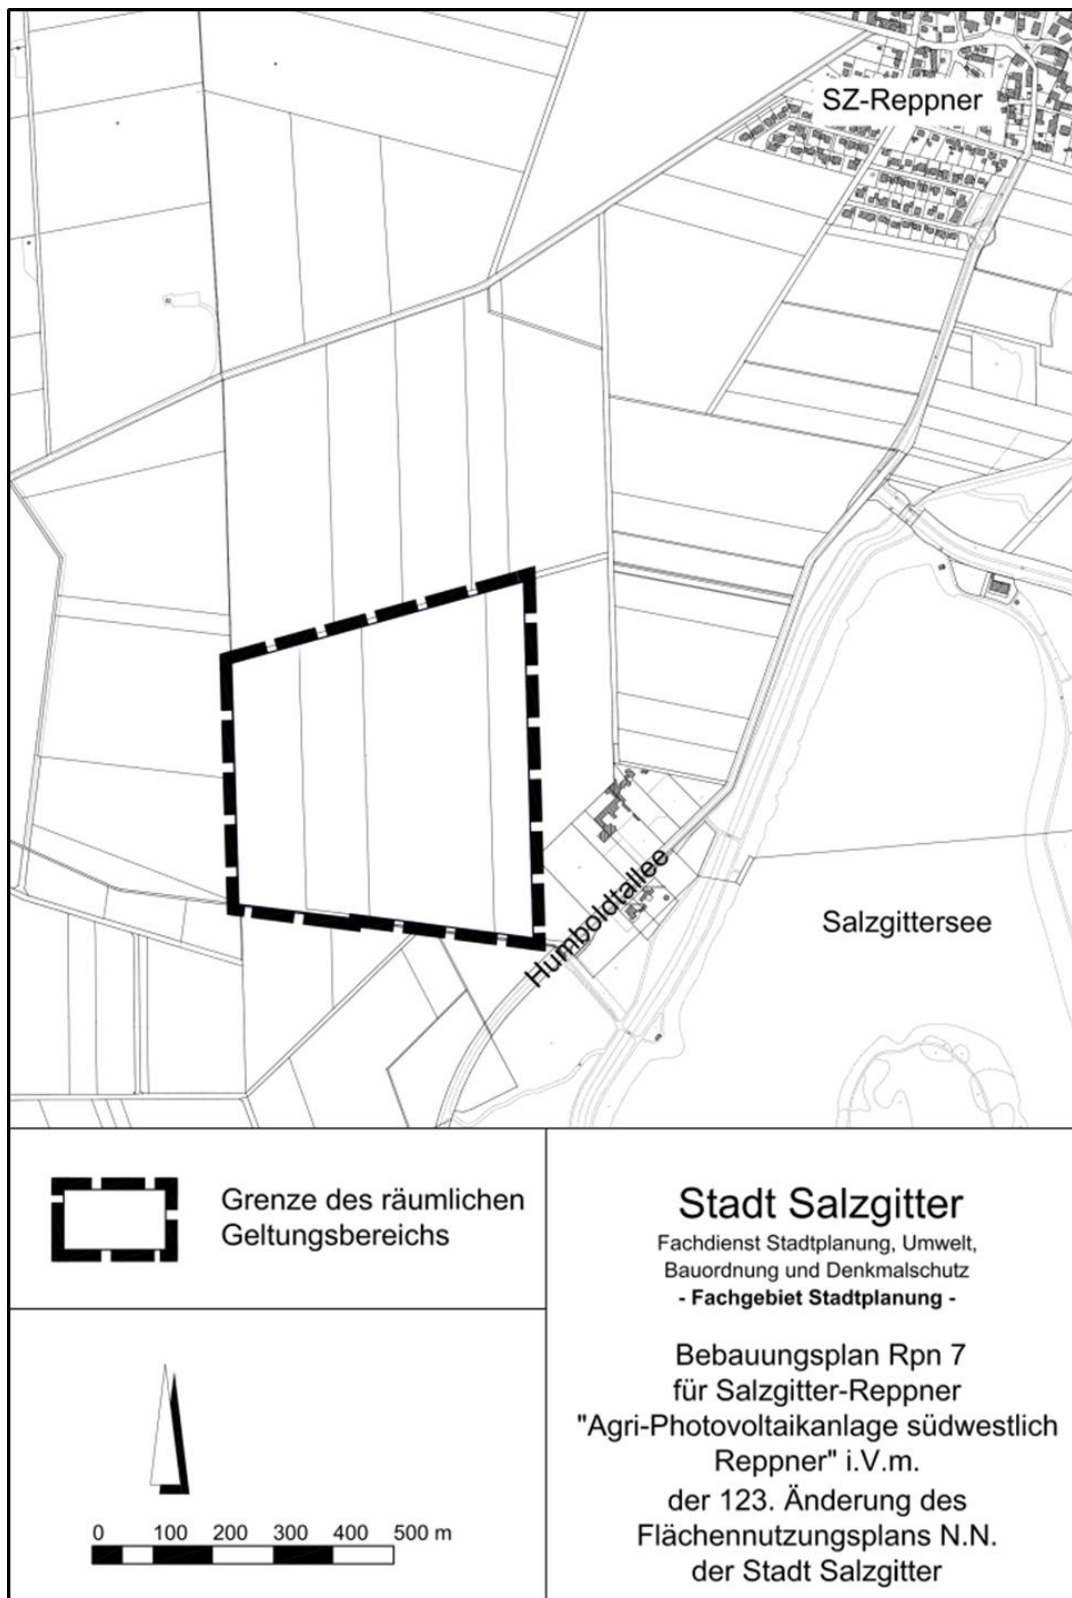 SZ-Reppner
Humboldtallee
Salzgittersee
Grenze des räumlichen
Geltungsbereichs
0 100 200 300 400 500 m
Stadt Salzgitter
Fachdienst Stadtplanung, Umwelt,
Bauordnung und Denkmalschutz
- Fachgebiet Stadtplanung -
Bebauungsplan Rpn 7
für Salzgitter-Reppner
"Agri-Photovoltaikanlage südwestlich
Reppner" i.V.m.
der 123. Änderung des
Flächennutzungsplans N.N.
der Stadt Salzgitter